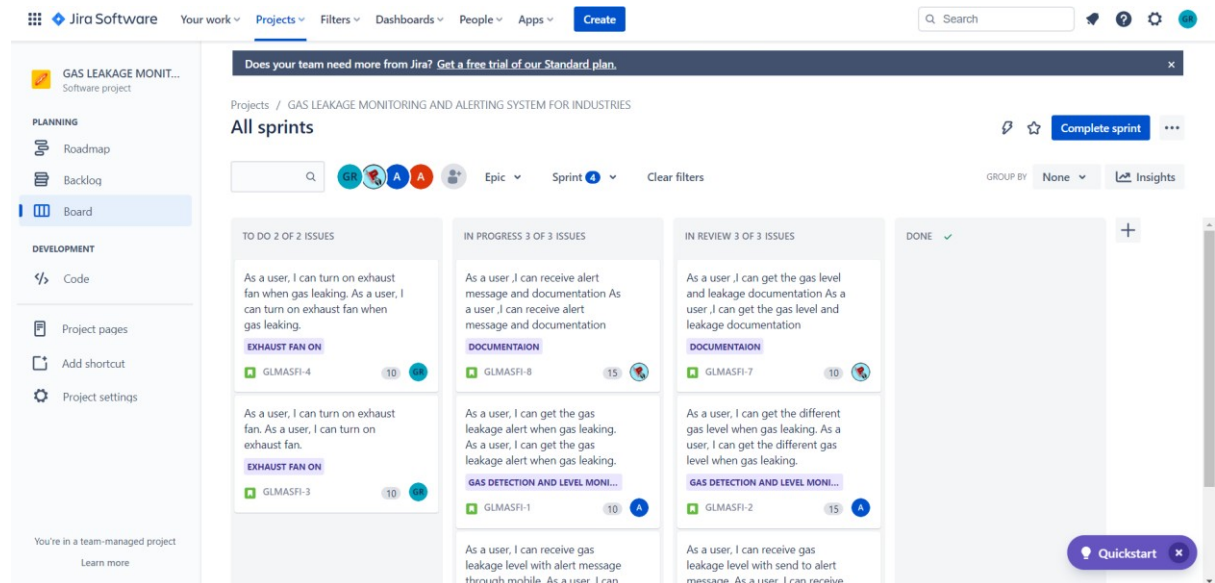 Jira Software
Your work
Projects
Filters
Dashboards
People
Apps
Create
Search
GR
GAS LEAKAGE MONIT...
Software project
PLANNING
Roadmap
Backlog
Board
DEVELOPMENT
Code
Project pages
Add shortcut
Project settings
You're in a team-managed project
Learn more
Does your team need more from Jira? Get a free trial of our Standard plan.
Projects / GAS LEAKAGE MONITORING AND ALERTING SYSTEM FOR INDUSTRIES
All sprints
Complete sprint
GR A A
Epic
Sprint 4
Clear filters
GROUP BY None
Insights
TO DO 2 OF 2 ISSUES
As a user, I can turn on exhaust
fan when gas leaking. As a user, I
can turn on exhaust fan when
gas leaking.
EXHAUST FAN ON
GLMASFI-4 10 GR
As a user, I can turn on exhaust
fan. As a user, I can turn on
exhaust fan.
EXHAUST FAN ON
GLMASFI-3 10 GR
IN PROGRESS 3 OF 3 ISSUES
As a user ,I can receive alert
message and documentation As
a user ,I can receive alert
message and documentation
DOCUMENTAION
GLMASFI-8 15
As a user, I can get the gas
leakage alert when gas leaking.
As a user, I can get the gas
leakage alert when gas leaking.
GAS DETECTION AND LEVEL MONI...
GLMASFI-1 10 A
As a user, I can receive gas
leakage level with alert message
through mobile. As a user, I can
IN REVIEW 3 OF 3 ISSUES
As a user ,I can get the gas level
and leakage documentation As a
user ,I can get the gas level and
leakage documentation
DOCUMENTAION
GLMASFI-7 10
As a user, I can get the different
gas level when gas leaking. As a
user, I can get the different gas
level when gas leaking.
GAS DETECTION AND LEVEL MONI...
GLMASFI-2 15 A
As a user, I can receive gas
leakage level with send to alert
message. As a user, I can receive
DONE
Quickstart